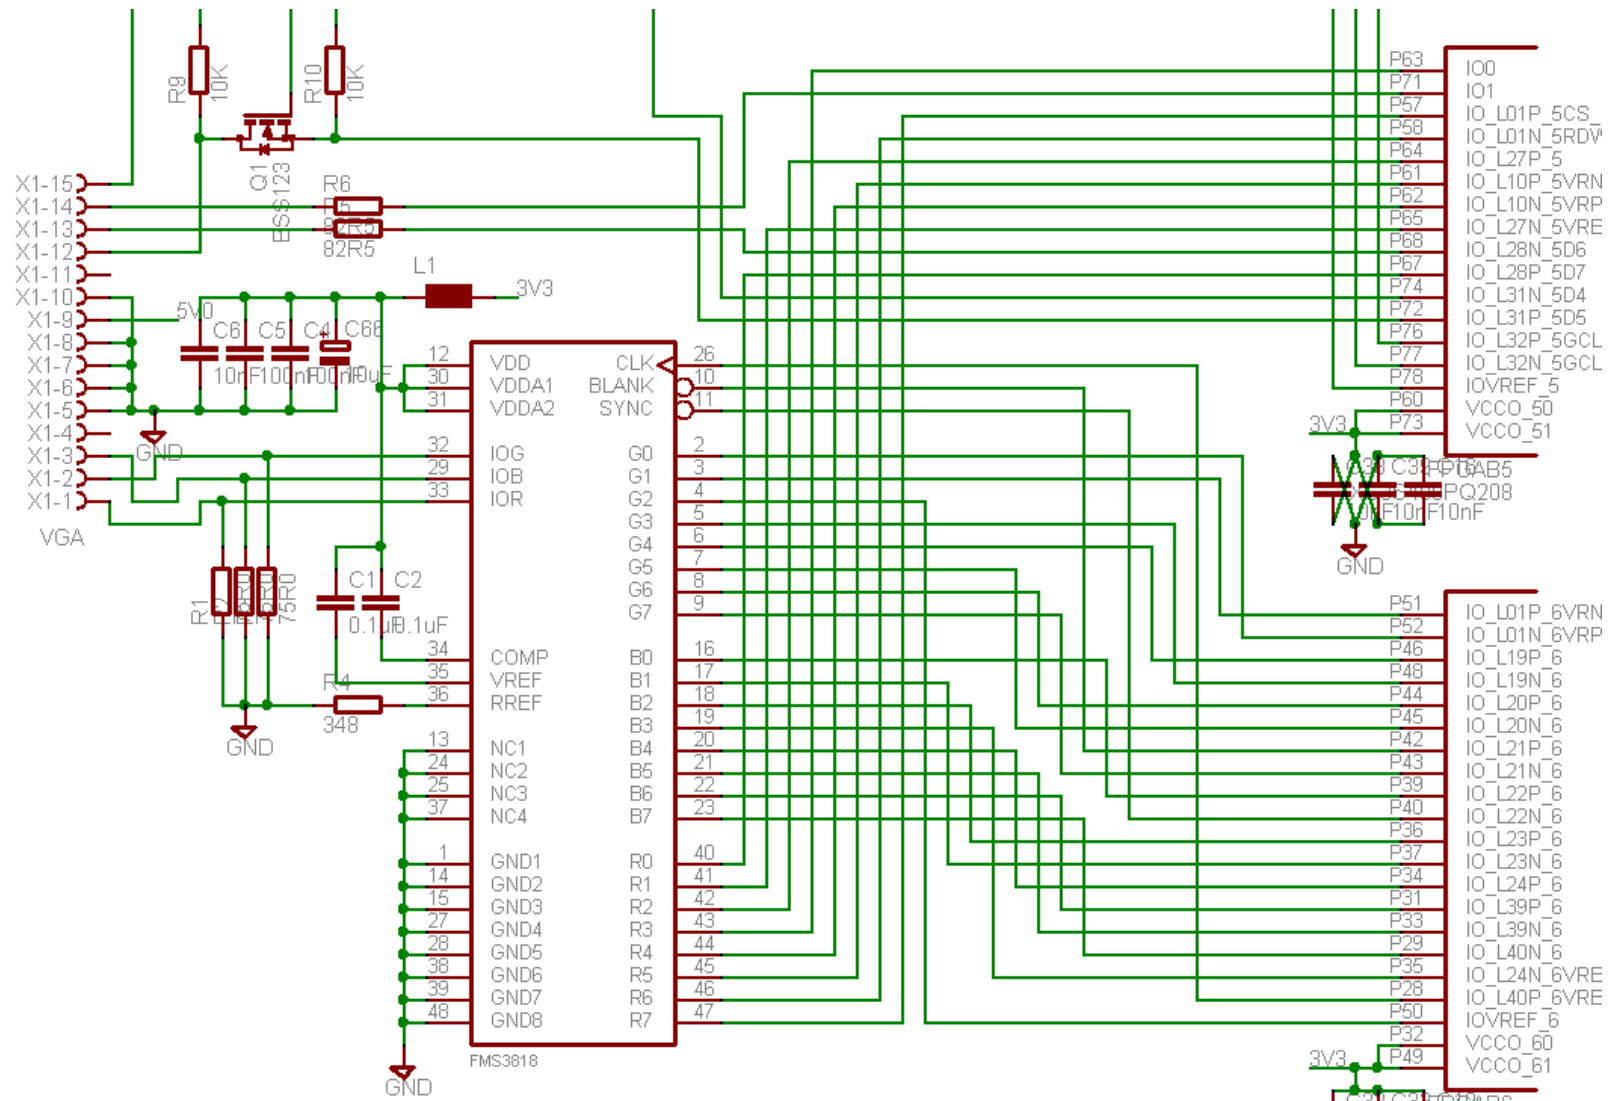 R9
10K
R10
10K
Q1
BSS123
X1-15
X1-14
X1-13
X1-12
X1-11
X1-10
X1-9
X1-8
X1-7
X1-6
X1-5
X1-4
X1-3
X1-2
X1-1
VGA
R6
82R5
82R5
L1
3V3
5V0
C6
C5
C4
C66
10nF
100nF
100nF
10uF
GND
R1
75R0
C1
C2
0.1uF
0.1uF
R4
348
GND
12
VDD
30
VDDA1
31
VDDA2
32
IOG
29
IOB
33
IOR
34
COMP
35
VREF
36
RREF
13
NC1
24
NC2
25
NC3
37
NC4
1
GND1
14
GND2
15
GND3
27
GND4
28
GND5
38
GND6
39
GND7
48
GND8
GND
FMS3818
CLK
26
BLANK
10
SYNC
11
G0
2
G1
3
G2
4
G3
5
G4
6
G5
7
G6
8
G7
9
B0
16
B1
17
B2
18
B3
19
B4
20
B5
21
B6
22
B7
23
R0
40
R1
41
R2
42
R3
43
R4
44
R5
45
R6
46
R7
47
P63
IO0
P71
IO1
P57
IO_L01P_5CS_
P58
IO_L01N_5RDW
P64
IO_L27P_5
P61
IO_L10P_5VRN
P62
IO_L10N_5VRP
P65
IO_L27N_5VRE
P68
IO_L28N_5D6
P67
IO_L28P_5D7
P74
IO_L31N_5D4
P72
IO_L31P_5D5
P76
IO_L32P_5GCL
P77
IO_L32N_5GCL
P78
IOVREF_5
P60
VCCO_50
P73
VCCO_51
3V3
PQ208
10nF
10nF
GND
P51
IO_L01P_6VRN
P52
IO_L01N_6VRP
P46
IO_L19P_6
P48
IO_L19N_6
P44
IO_L20P_6
P45
IO_L20N_6
P42
IO_L21P_6
P43
IO_L21N_6
P39
IO_L22P_6
P40
IO_L22N_6
P36
IO_L23P_6
P37
IO_L23N_6
P34
IO_L24P_6
P31
IO_L39P_6
P33
IO_L39N_6
P29
IO_L40N_6
P35
IO_L24N_6VRE
P28
IO_L40P_6VRE
P50
IOVREF_6
P32
VCCO_60
P49
VCCO_61
3V3